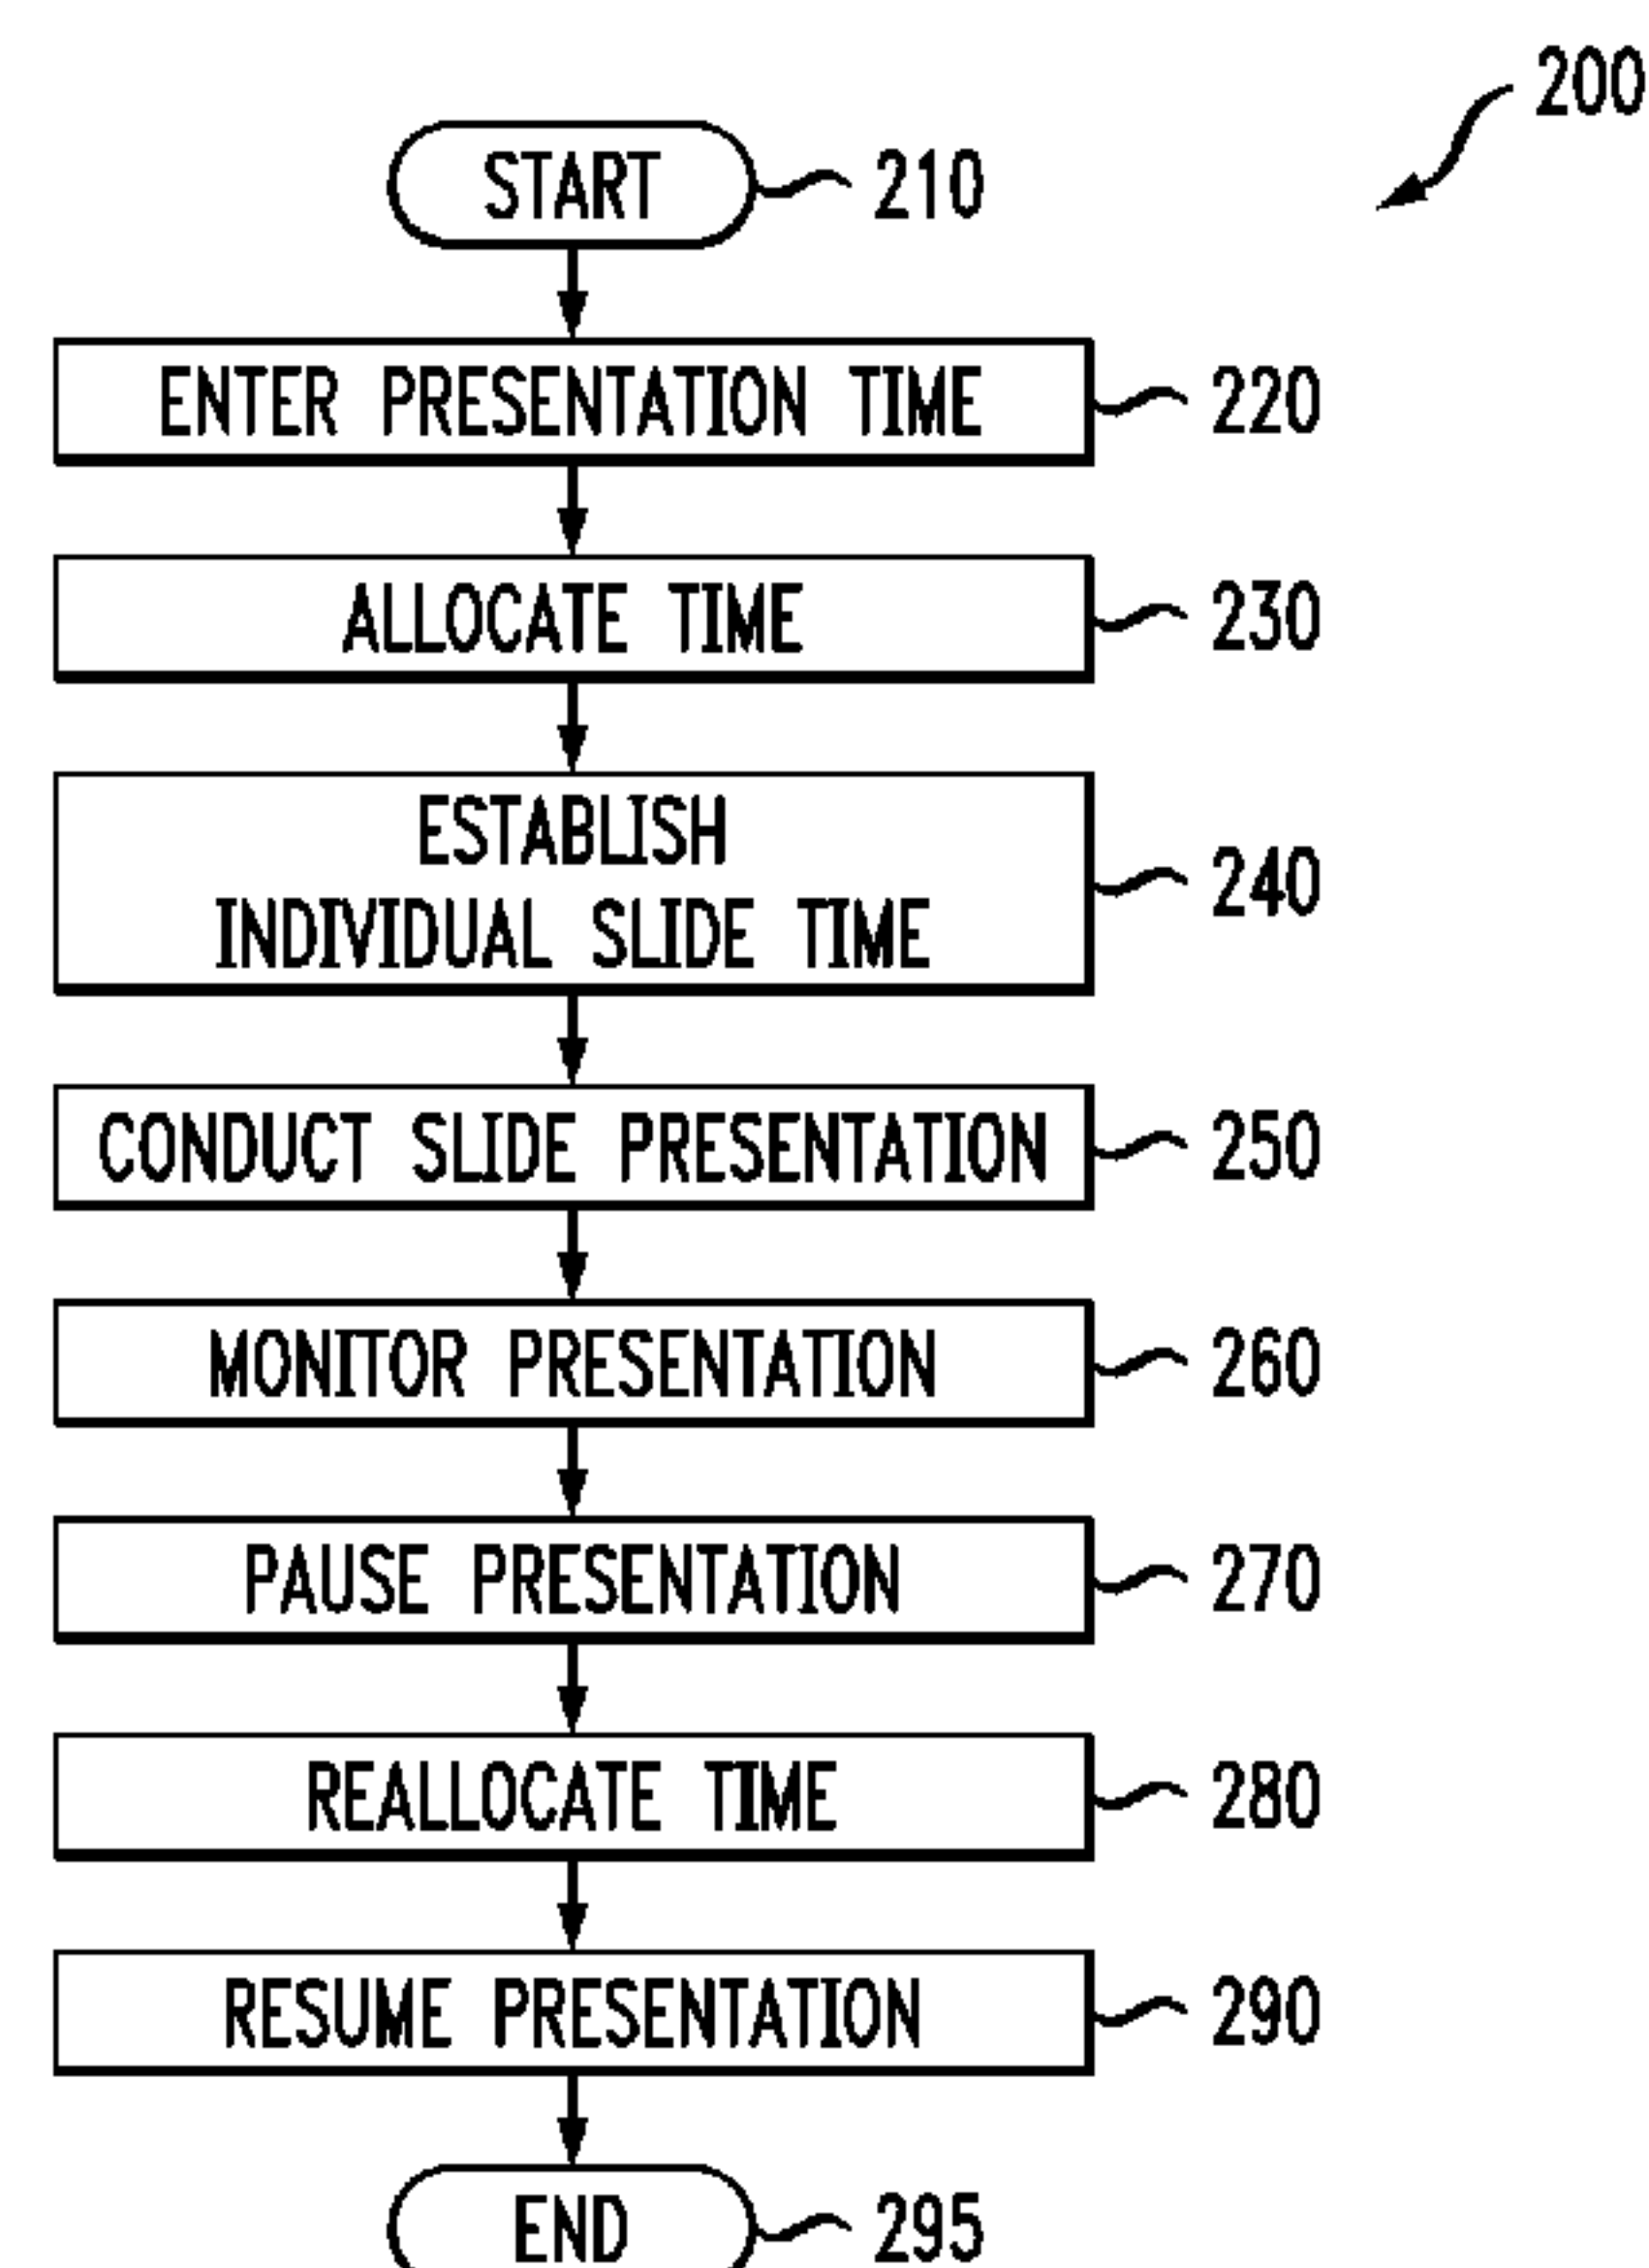 200
START 210
ENTER PRESENTATION TIME 220
ALLOCATE TIME 230
ESTABLISH
INDIVIDUAL SLIDE TIME 240
CONDUCT SLIDE PRESENTATION 250
MONITOR PRESENTATION 260
PAUSE PRESENTATION 270
REALLOCATE TIME 280
RESUME PRESENTATION 290
END 295